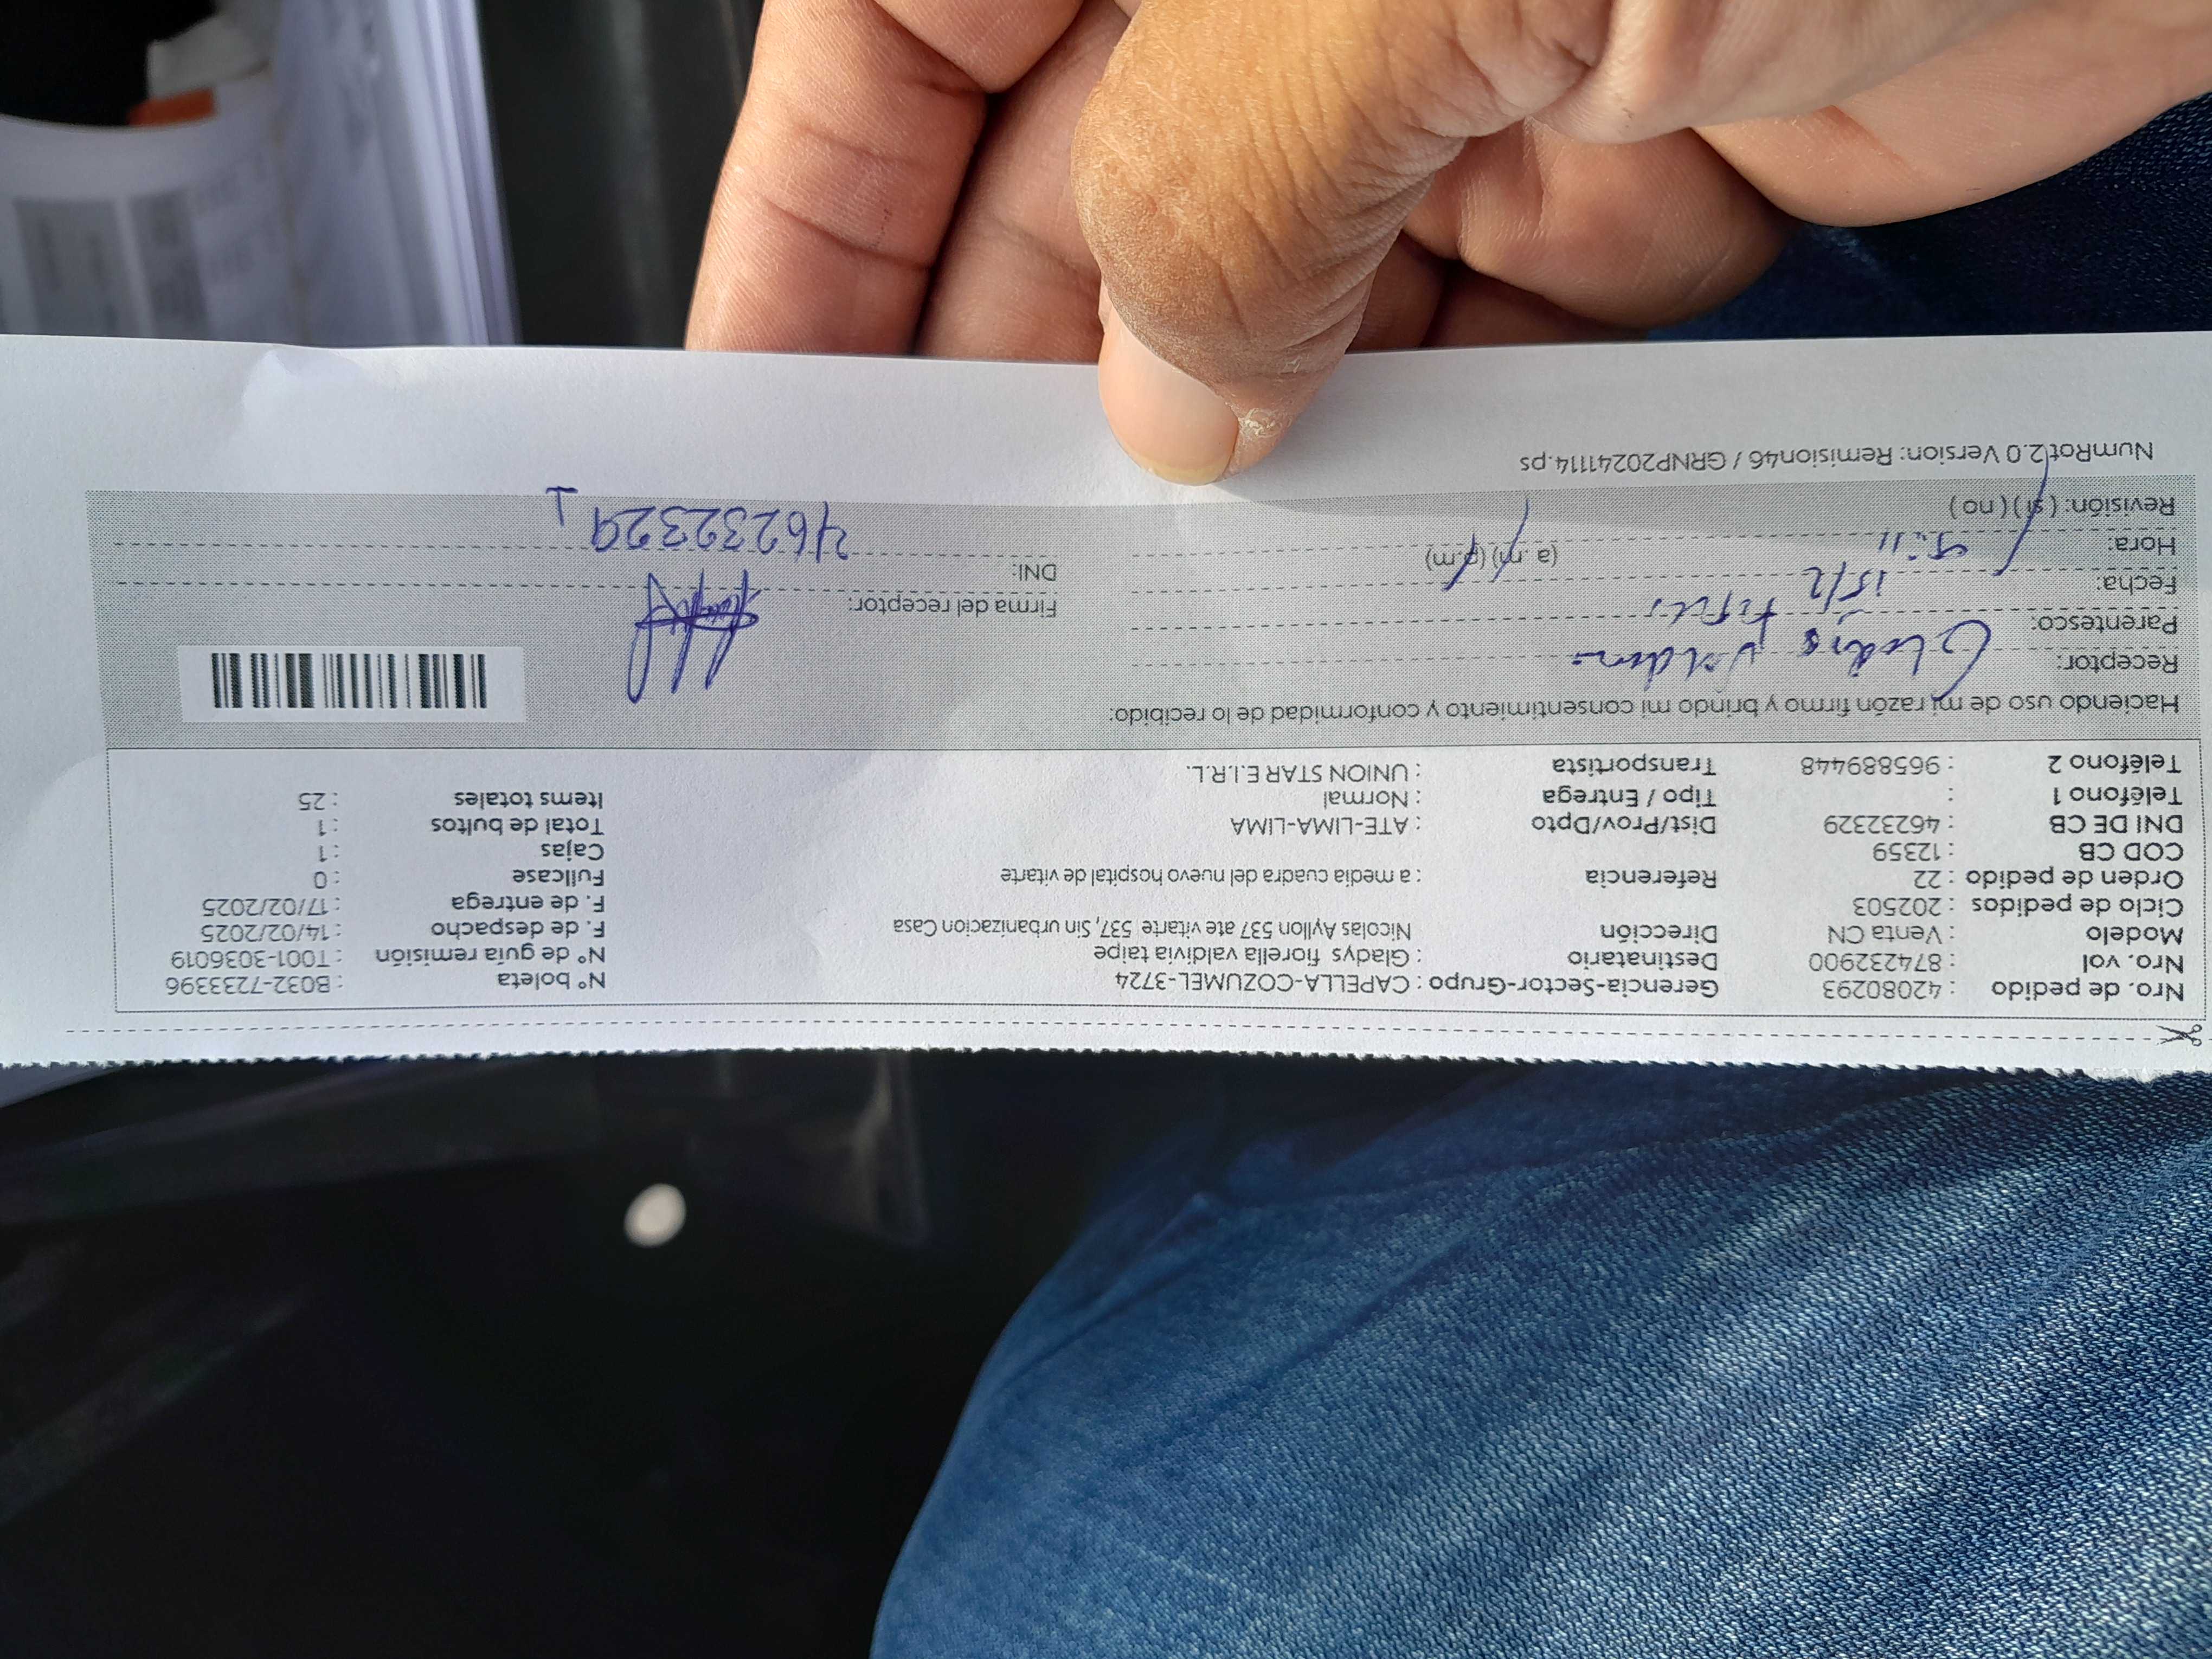 Nro. de pedido : 42080293 Gerencia-Sector-Grupo : CAPELLA-COZUMEL-3724 N° boleta : B032-7233396
Nro. vol : 874232900 Destinatario : Gladys fiorella valdivia taipe N° de guía remisión : T001-3036019
Modelo : Venta CN Dirección Nicolas Ayllon 537 ate vitarte 537, Sin urbanizacion Casa F. de despacho : 14/02/2025
Ciclo de pedidos : 202503 F. de entrega : 17/02/2025
Orden de pedido : 22 Referencia : a media cuadra del nuevo hospital de vitarte Fullcase : 0
COD CB : 12359 Cajas : 1
DNI DE CB : 46232329 Dist/Prov/Dpto : ATE-LIMA-LIMA Total de bultos : 1
Teléfono 1 : Tipo / Entrega : Normal Items totales : 25
Teléfono 2 : 965889448 Transportista : UNION STAR E.I.R.L.
Haciendo uso de mi razón firmo y brindo mi consentimiento y conformidad de lo recibido:
Receptor:
Parentesco: Firma del receptor:
Fecha: 15/2 DNI: 46232329
Hora: (a.m) (p.m)
Revisión: (si) (no)
NumRot 2.0 Version: Remision46 / GRNP20241114.ps